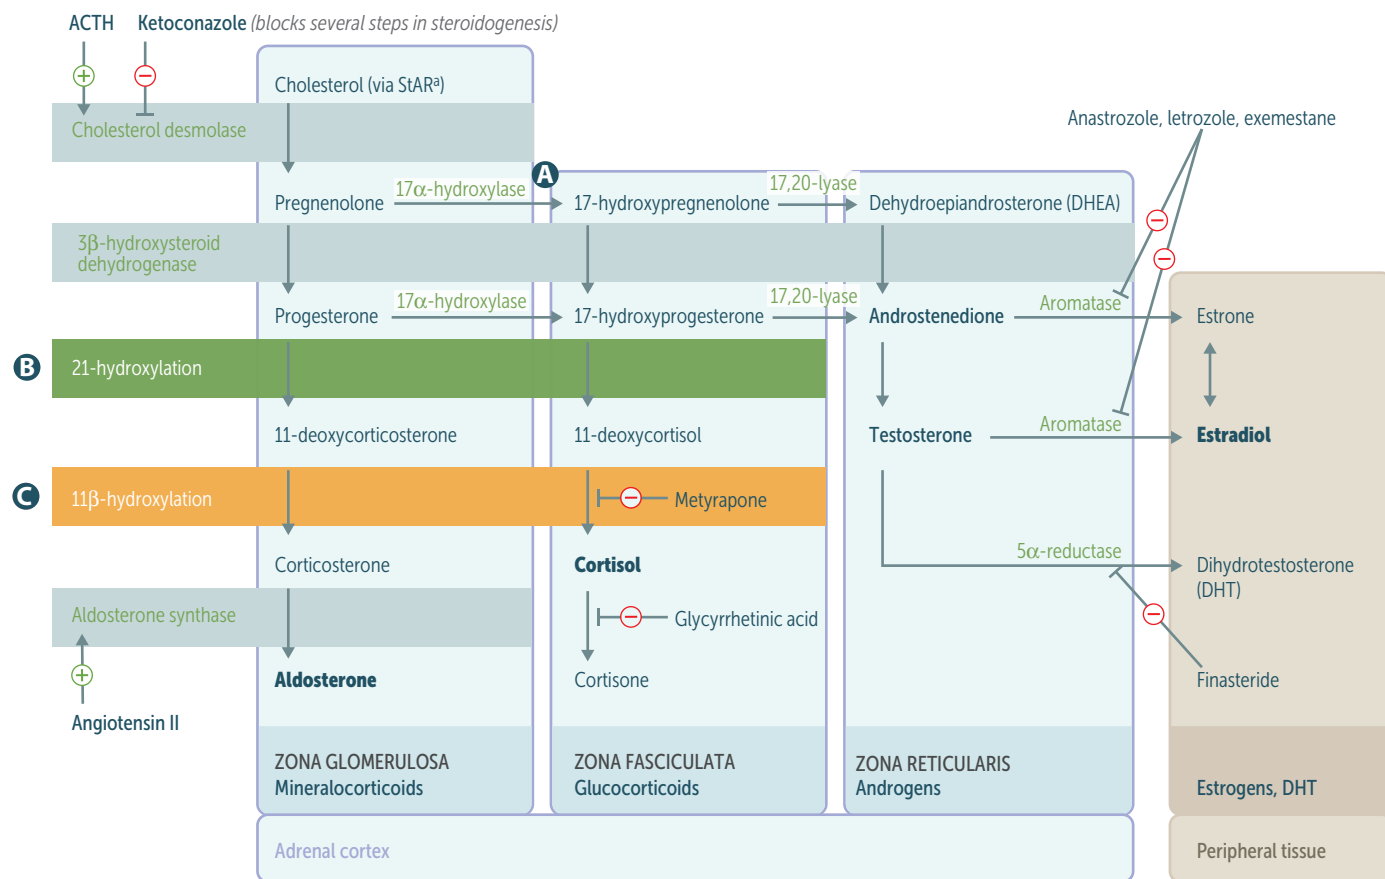 ACTH
Ketoconazole (blocks several steps in steroidogenesis)
Cholesterol (via StARª)
Cholesterol desmolase
Anastrozole, letrozole, exemestane
A
17α-hydroxylase
17,20-lyase
Pregnenolone
17-hydroxypregnenolone
Dehydroepiandrosterone (DHEA)
3β-hydroxysteroid
dehydrogenase
17α-hydroxylase
17,20-lyase
Aromatase
Progesterone
17-hydroxyprogesterone
Androstenedione
Estrone
B
21-hydroxylation
11-deoxycorticosterone
11-deoxycortisol
Testosterone
Aromatase
Estradiol
C
11β-hydroxylation
Metyrapone
5α-reductase
Corticosterone
Cortisol
Dihydrotestosterone
(DHT)
Aldosterone synthase
Glycyrrhetinic acid
Aldosterone
Cortisone
Finasteride
Angiotensin II
ZONA GLOMERULOSA
Mineralocorticoids
ZONA FASCICULATA
Glucocorticoids
ZONA RETICULARIS
Androgens
Estrogens, DHT
Adrenal cortex
Peripheral tissue